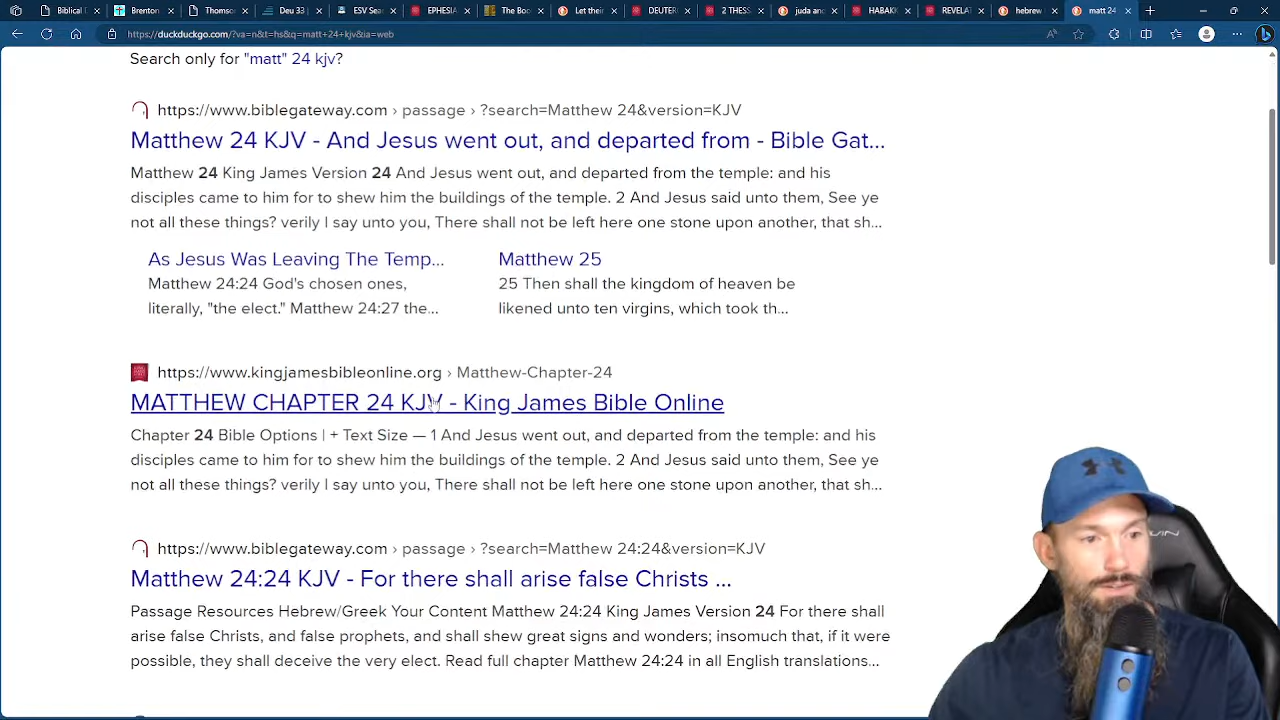 Biblical (
Brenton
Thomso
Deu 33
ESV Sea
EPHESIA
The Boo
Let their
DEUTER
2 THESS
juda and
HABAKK
REVELAT
hebrew
matt 24
https://duckduckgo.com/?va=n&t=hs&q=matt+24+kjv&ia=web
Search only for "matt" 24 kjv?
https://www.biblegateway.com › passage › ?search=Matthew 24&version=KJV
Matthew 24 KJV - And Jesus went out, and departed from - Bible Gat...
Matthew 24 King James Version 24 And Jesus went out, and departed from the temple: and his
disciples came to him for to shew him the buildings of the temple. 2 And Jesus said unto them, See ye
not all these things? verily I say unto you, There shall not be left here one stone upon another, that sh...
As Jesus Was Leaving The Temp...
Matthew 24:24 God's chosen ones,
literally, "the elect." Matthew 24:27 the...
Matthew 25
25 Then shall the kingdom of heaven be
likened unto ten virgins, which took th...
https://www.kingjamesbibleonline.org › Matthew-Chapter-24
MATTHEW CHAPTER 24 KJV - King James Bible Online
Chapter 24 Bible Options | + Text Size — 1 And Jesus went out, and departed from the temple: and his
disciples came to him for to shew him the buildings of the temple. 2 And Jesus said unto them, See ye
not all these things? verily I say unto you, There shall not be left here one stone upon another, that sh...
https://www.biblegateway.com › passage › ?search=Matthew 24:24&version=KJV
Matthew 24:24 KJV - For there shall arise false Christs ...
Passage Resources Hebrew/Greek Your Content Matthew 24:24 King James Version 24 For there shall
arise false Christs, and false prophets, and shall shew great signs and wonders; insomuch that, if it were
possible, they shall deceive the very elect. Read full chapter Matthew 24:24 in all English translations...